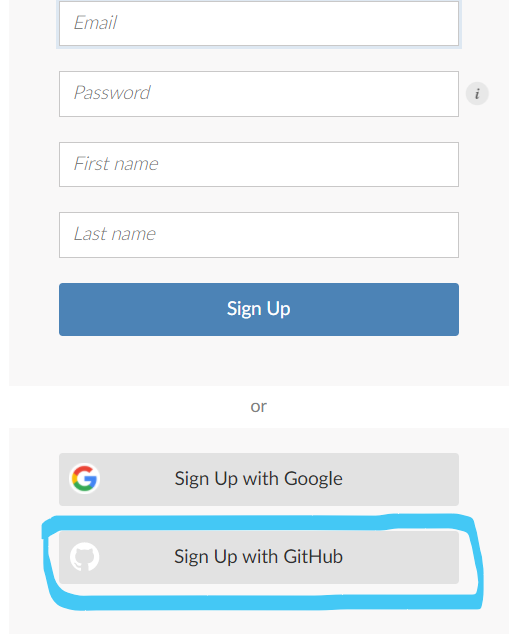 Email
Password
i
First name
Last name
Sign Up
or
Sign Up with Google
Sign Up with GitHub